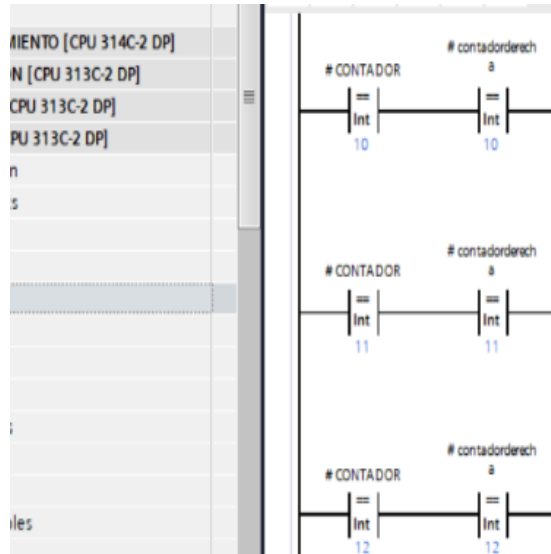 MIENTO [CPU 314C-2 DP]
N [CPU 313C-2 DP]
CPU 313C-2 DP]
PU 313C-2 DP]
n
s
les
# CONTADOR
# contadorderech
a
==
Int
10
==
Int
10
# CONTADOR
# contadorderech
a
==
Int
11
==
Int
11
# CONTADOR
# contadorderech
a
==
Int
12
==
Int
12